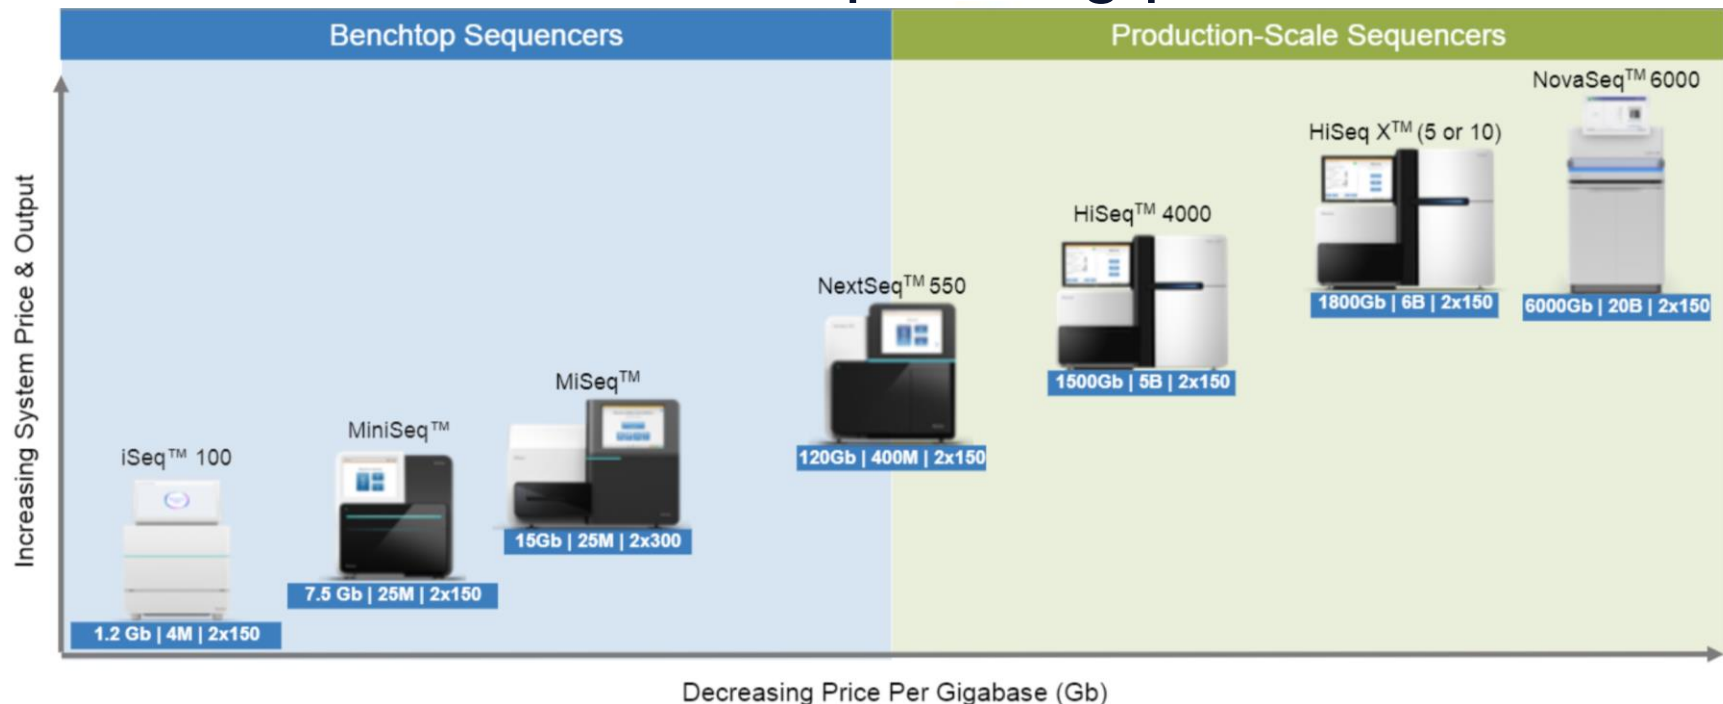 Benchtop Sequencers
Production-Scale Sequencers
NovaSeq™ 6000
HiSeq X™ (5 or 10)
HiSeq™ 4000
NextSeq™ 550
MiSeq™
MiniSeq™
iSeq™ 100
6000Gb | 20B | 2x150
1800Gb | 6B | 2x150
1500Gb | 5B | 2x150
120Gb | 400M | 2x150
15Gb | 25M | 2x300
7.5 Gb | 25M | 2x150
1.2 Gb | 4M | 2x150
Increasing System Price & Output
Decreasing Price Per Gigabase (Gb)